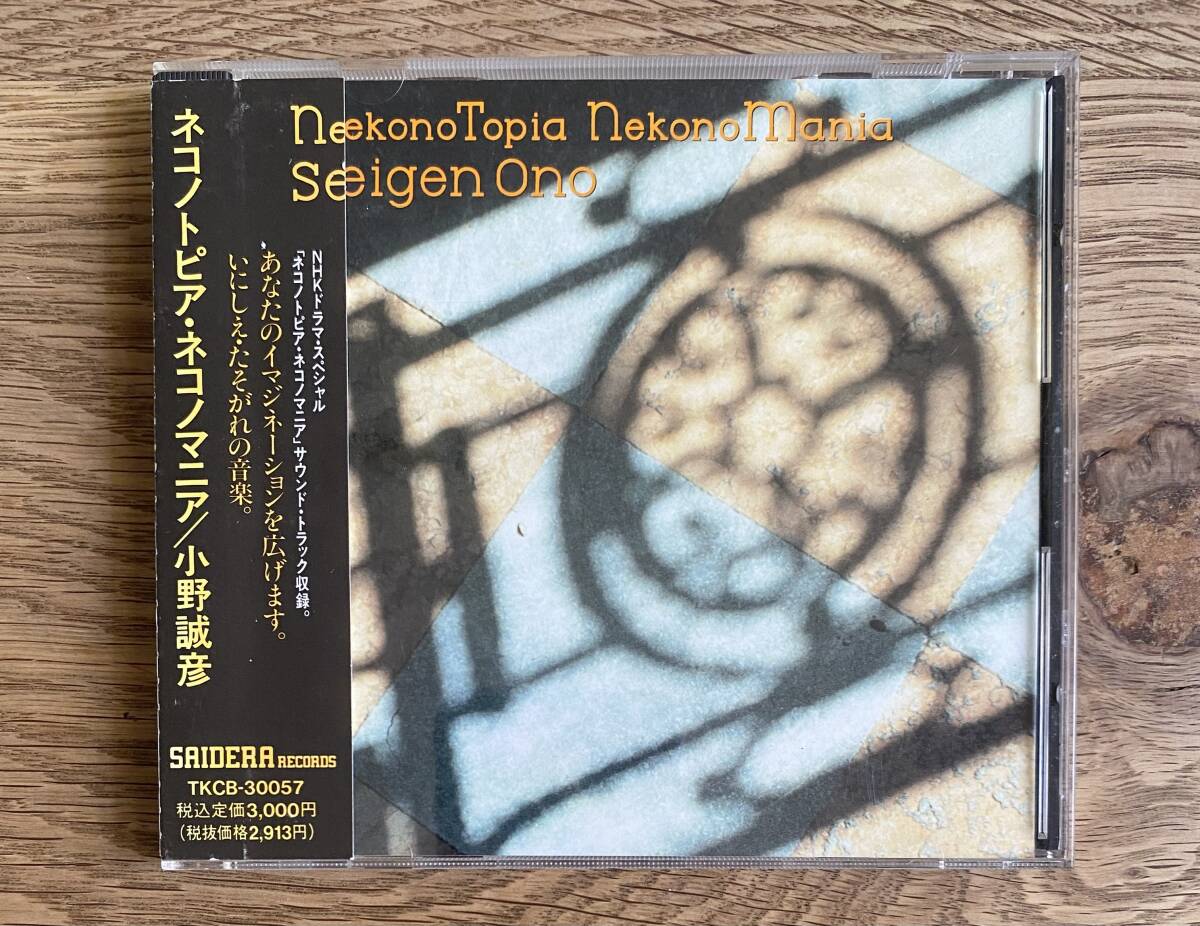 NekonoTopia NekonoMania
Seigen Ono
ネコノトピア・ネコノマニア/小野誠彦
NHKドラマ・スペシャル
「ネコノトピア・ネコノマニア」サウンド・トラック収録。
あなたのイマジネーションを広げます。
いにしえ・たそがれの音楽。
SAIDERA RECORDS
TKCB-30057
税込定価3,000円
(税抜価格2,913円)